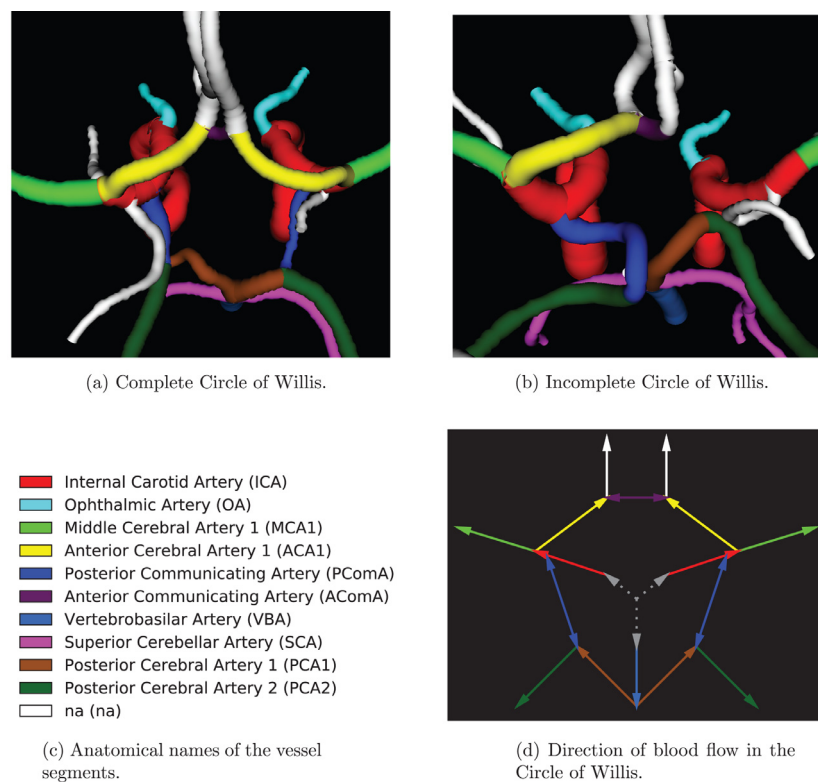 (a) Complete Circle of Willis.
(b) Incomplete Circle of Willis.
Internal Carotid Artery (ICA)
Ophthalmic Artery (OA)
Middle Cerebral Artery 1 (MCA1)
Anterior Cerebral Artery 1 (ACA1)
Posterior Communicating Artery (PComA)
Anterior Communicating Artery (AComA)
Vertebrobasilar Artery (VBA)
Superior Cerebellar Artery (SCA)
Posterior Cerebral Artery 1 (PCA1)
Posterior Cerebral Artery 2 (PCA2)
na (na)
(c) Anatomical names of the vessel
segments.
(d) Direction of blood flow in the
Circle of Willis.